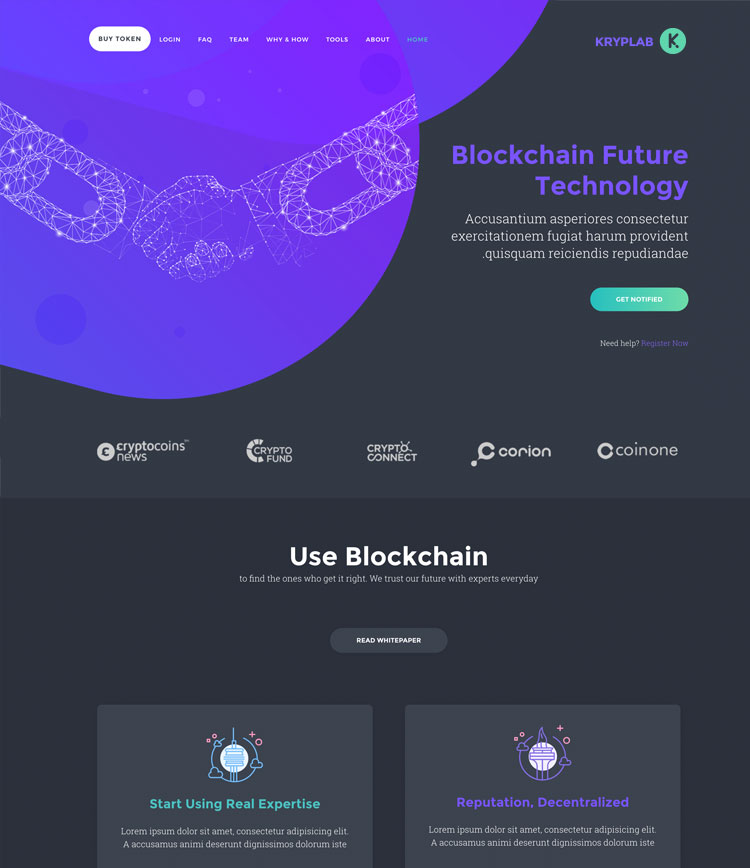 BUY TOKEN LOGIN FAQ TEAM WHY & HOW TOOLS ABOUT HOME
KRYPLAB K
Blockchain Future
Technology
Accusantium asperiores consectetur
exercitationem fugiat harum provident
.quisquam reiciendis repudiandae
GET NOTIFIED
Need help? Register Now
cryptocoins
news
CRYPTO
FUND
CRYPTO
CONNECT
corion
coinone
Use Blockchain
to find the ones who get it right. We trust our future with experts everyday
READ WHITEPAPER
Start Using Real Expertise
Lorem ipsum dolor sit amet, consectetur adipisicing elit.
A accusamus animi deserunt dignissimos dolorum iste
Reputation, Decentralized
Lorem ipsum dolor sit amet, consectetur adipisicing elit.
A accusamus animi deserunt dignissimos dolorum iste